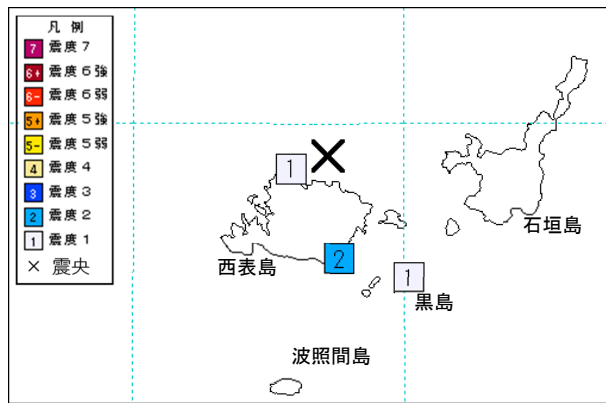 凡 例
7 震度7
6+ 震度6強
6- 震度6弱
5+ 震度5強
5- 震度5弱
4 震度4
3 震度3
2 震度2
1 震度1
× 震央
1
石垣島
西表島
2
1
黒島
波照間島